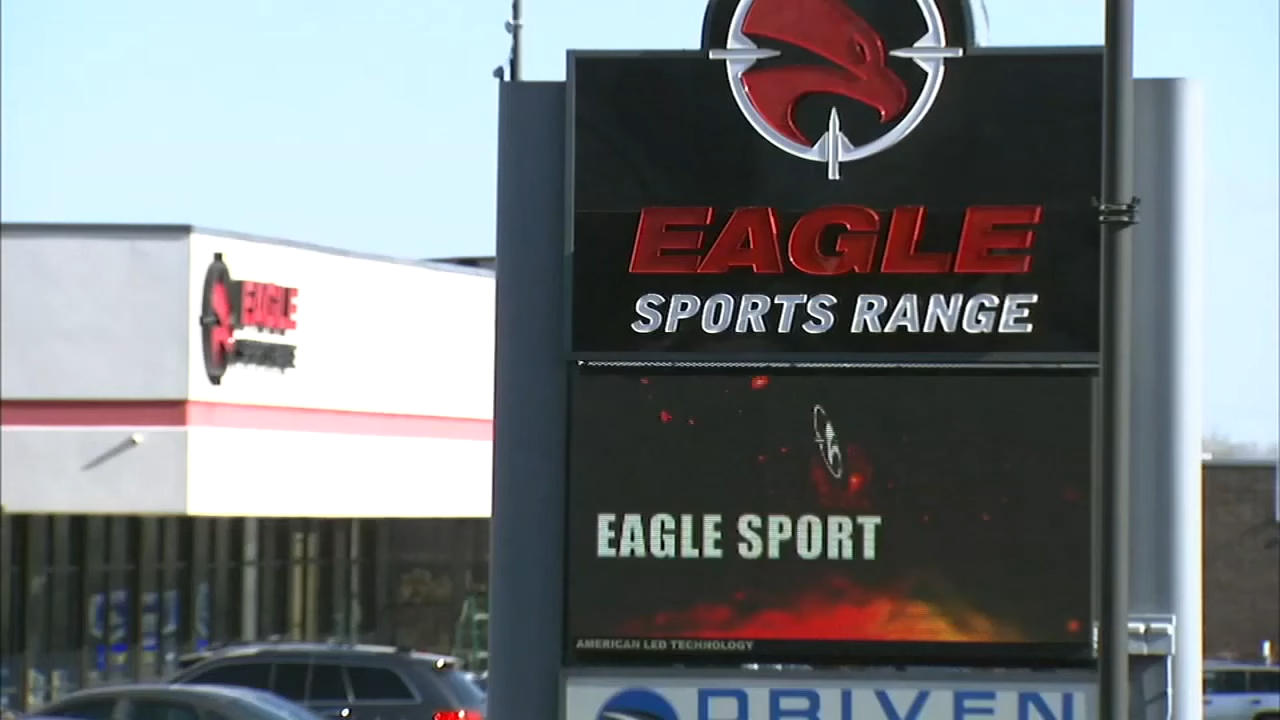 EAGLE
SPORTS RANGE
EAGLE
EAGLE SPORT
AMERICAN LED TECHNOLOGY
DRIVEN